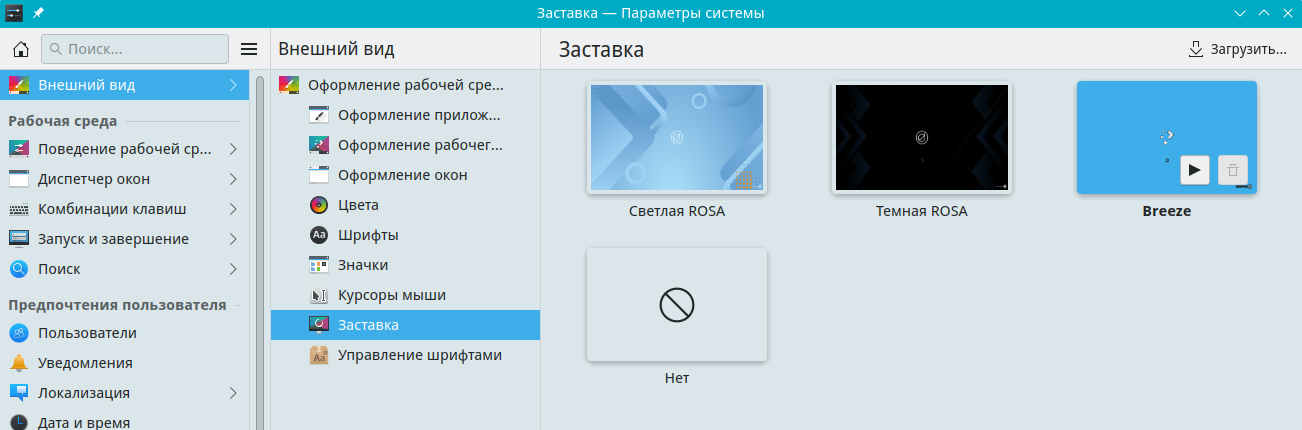 Заставка — Параметры системы
Поиск...
Внешний вид
Рабочая среда
Поведение рабочей ср...
Диспетчер окон
Комбинации клавиш
Запуск и завершение
Поиск
Предпочтения пользователя
Пользователи
Уведомления
Локализация
Дата и время
Внешний вид
Оформление рабочей сре...
Оформление прилож...
Оформление рабочег...
Оформление окон
Цвета
Шрифты
Значки
Курсоры мыши
Заставка
Управление шрифтами
Заставка
Загрузить...
Светлая ROSA
Темная ROSA
Breeze
Нет